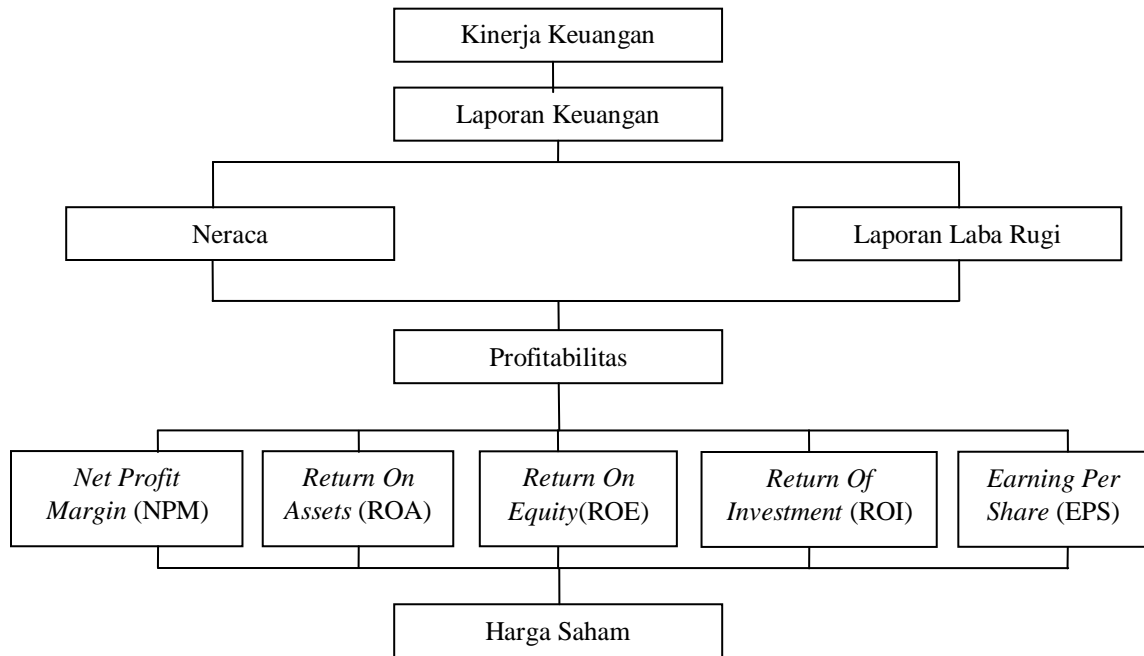 Kinerja Keuangan
Laporan Keuangan
Neraca
Laporan Laba Rugi
Profitabilitas
Net Profit
Margin (NPM)
Return On
Assets (ROA)
Return On
Equity(ROE)
Return Of
Investment (ROI)
Earning Per
Share (EPS)
Harga Saham